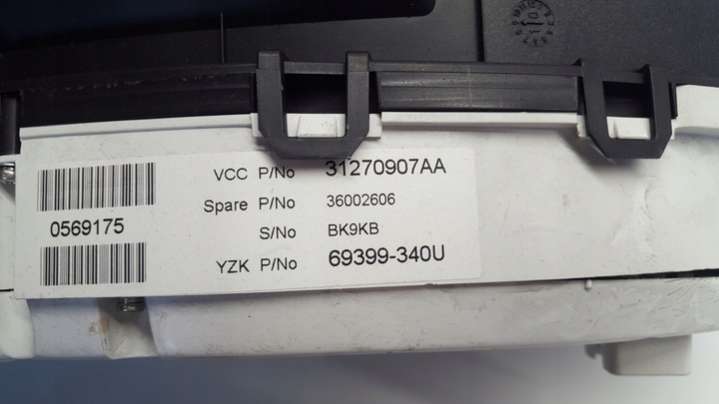 VCC P/No 31270907AA
Spare P/No 36002606
0569175
S/No BK9KB
YZK P/No 69399-340U